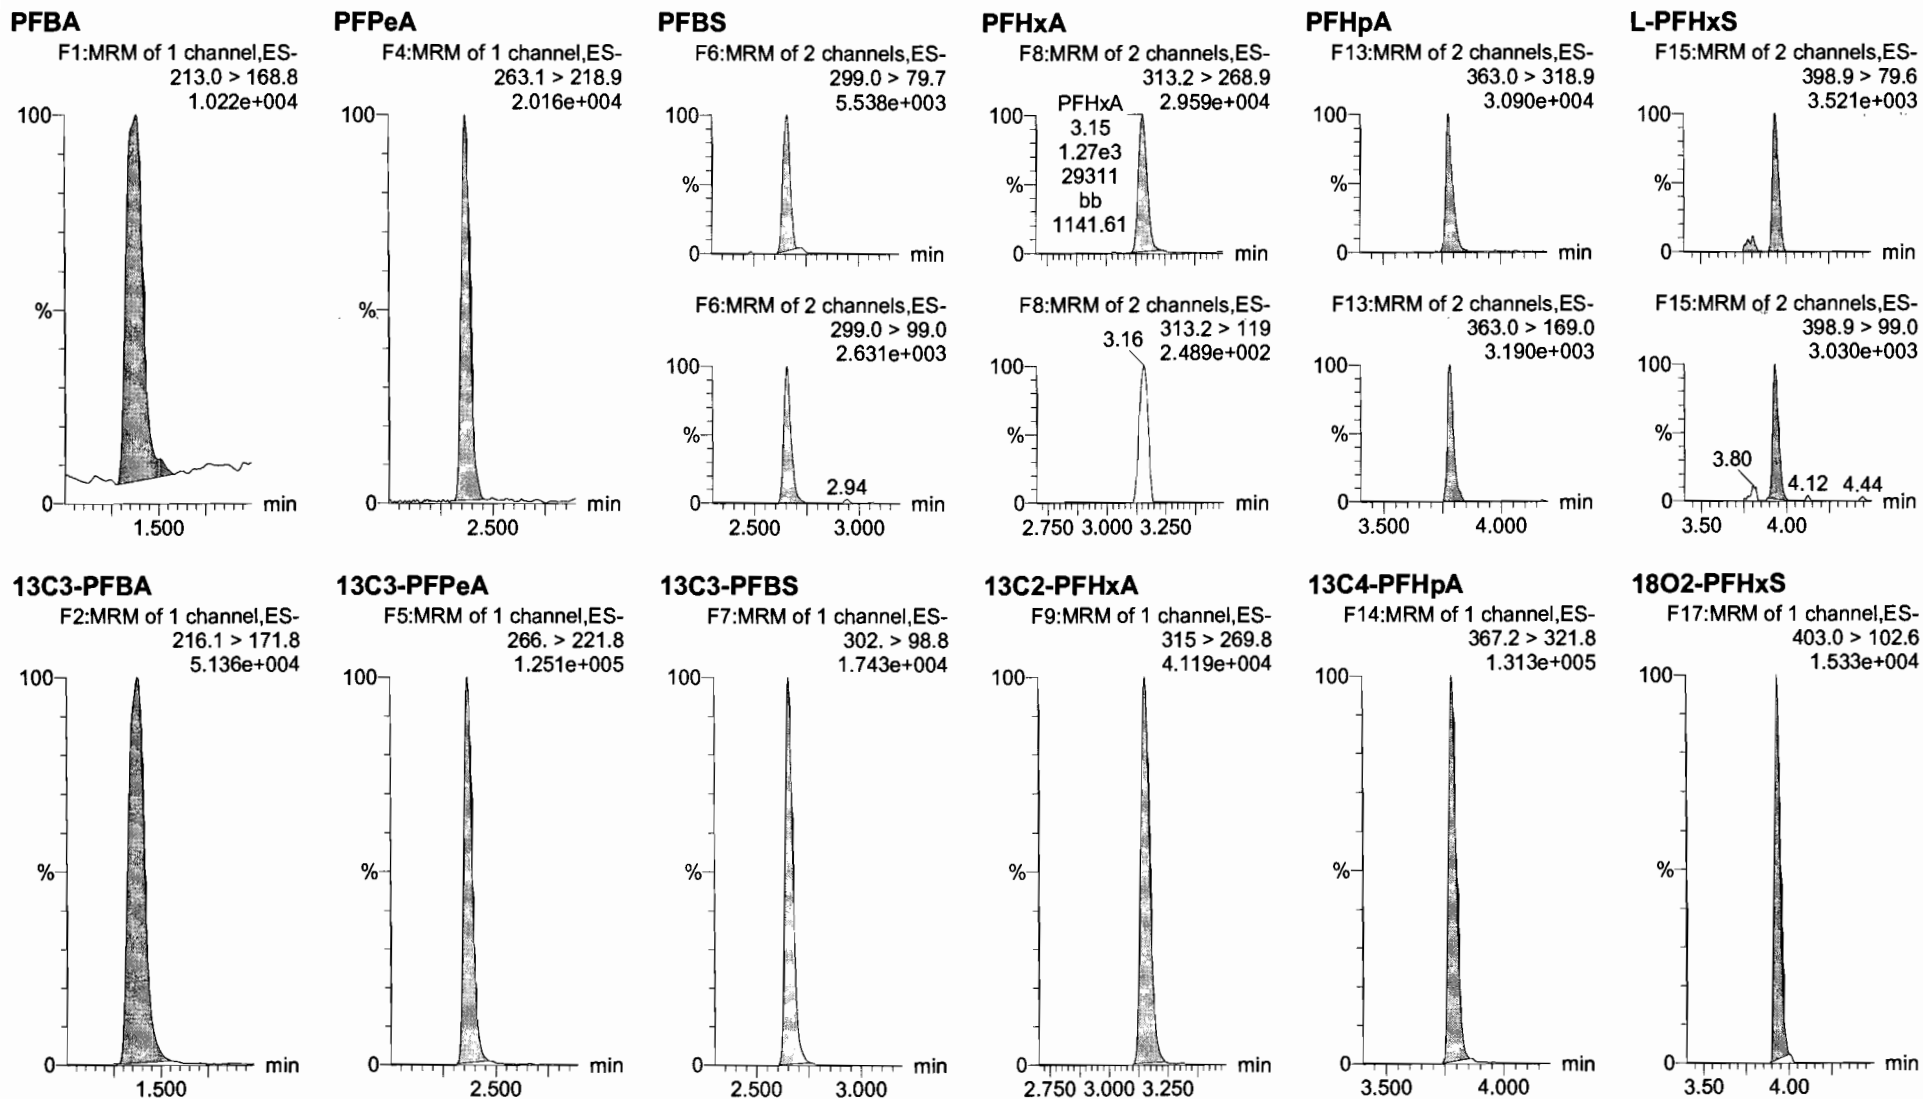 PFBA
F1:MRM of 1 channel,ES-
213.0 > 168.8
1.022e+004
100
%
0
min
1.500
PFPeA
F4:MRM of 1 channel,ES-
263.1 > 218.9
2.016e+004
100
%
0
min
2.500
PFBS
F6:MRM of 2 channels,ES-
299.0 > 79.7
5.538e+003
100
%
0
min
F6:MRM of 2 channels,ES-
299.0 > 99.0
2.631e+003
100
%
2.94
0
min
2.500 3.000
PFHxA
F8:MRM of 2 channels,ES-
313.2 > 268.9
2.959e+004
PFHxA
3.15
1.27e3
29311
bb
1141.61
100
%
0
min
F8:MRM of 2 channels,ES-
313.2 > 119
2.489e+002
3.16
100
%
0
min
2.750 3.000 3.250
PFHpA
F13:MRM of 2 channels,ES-
363.0 > 318.9
3.090e+004
100
%
0
min
F13:MRM of 2 channels,ES-
363.0 > 169.0
3.190e+003
100
%
0
min
3.500 4.000
L-PFHxS
F15:MRM of 2 channels,ES-
398.9 > 79.6
3.521e+003
100
%
0
min
F15:MRM of 2 channels,ES-
398.9 > 99.0
3.030e+003
100
%
3.80
4.12 4.44
0
min
3.50 4.00
13C3-PFBA
F2:MRM of 1 channel,ES-
216.1 > 171.8
5.136e+004
100
%
0
min
1.500
13C3-PFPeA
F5:MRM of 1 channel,ES-
266. > 221.8
1.251e+005
100
%
0
min
2.500
13C3-PFBS
F7:MRM of 1 channel,ES-
302. > 98.8
1.743e+004
100
%
0
min
2.500 3.000
13C2-PFHxA
F9:MRM of 1 channel,ES-
315 > 269.8
4.119e+004
100
%
0
min
2.750 3.000 3.250
13C4-PFHpA
F14:MRM of 1 channel,ES-
367.2 > 321.8
1.313e+005
100
%
0
min
3.500 4.000
18O2-PFHxS
F17:MRM of 1 channel,ES-
403.0 > 102.6
1.533e+004
100
%
0
min
3.50 4.00